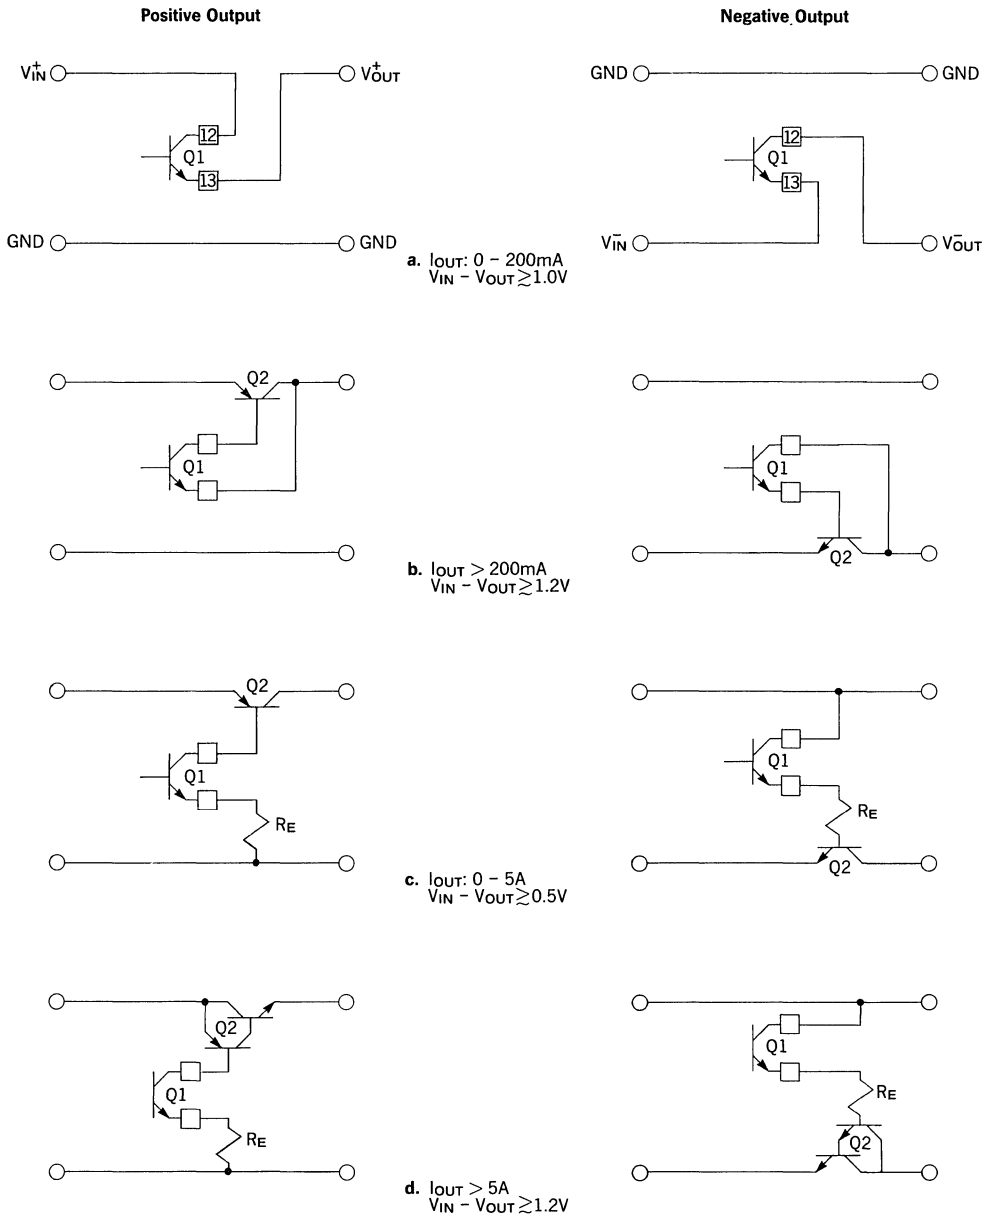 Positive Output
Negative Output
V+IN
V+OUT
GND
GND
12
Q1
13
12
Q1
13
GND
GND
V−IN
V−OUT
a. IOUT: 0 – 200mA
VIN – VOUT ≳ 1.0V
Q2
Q1
Q1
Q2
b. IOUT > 200mA
VIN – VOUT ≳ 1.2V
Q2
Q1
RE
Q1
RE
Q2
c. IOUT: 0 – 5A
VIN – VOUT ≳ 0.5V
Q2
Q1
RE
Q1
RE
Q2
d. IOUT > 5A
VIN – VOUT ≳ 1.2V